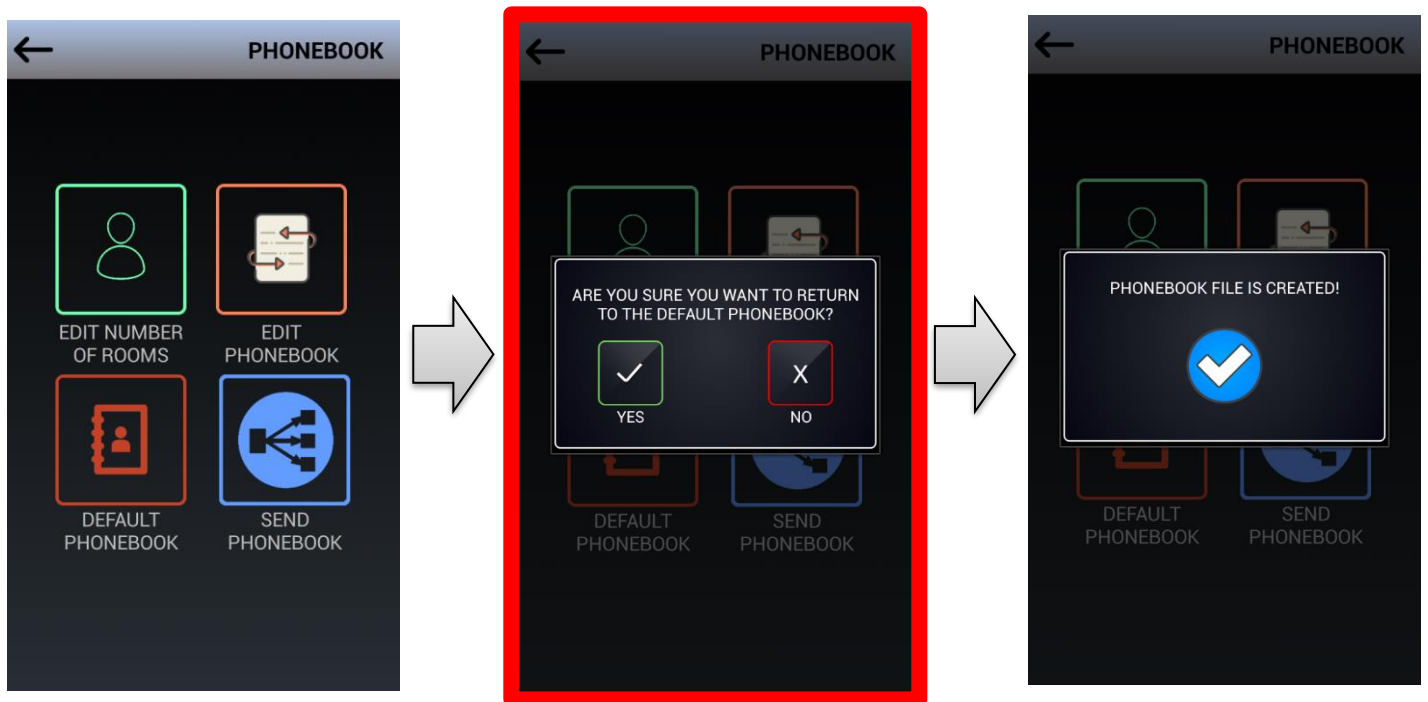 PHONEBOOK
EDIT NUMBER
OF ROOMS
EDIT
PHONEBOOK
DEFAULT
PHONEBOOK
SEND
PHONEBOOK
PHONEBOOK
ARE YOU SURE YOU WANT TO RETURN
TO THE DEFAULT PHONEBOOK?
X
YES
NO
DEFAULT
PHONEBOOK
SEND
PHONEBOOK
PHONEBOOK
PHONEBOOK FILE IS CREATED!
DEFAULT
PHONEBOOK
SEND
PHONEBOOK